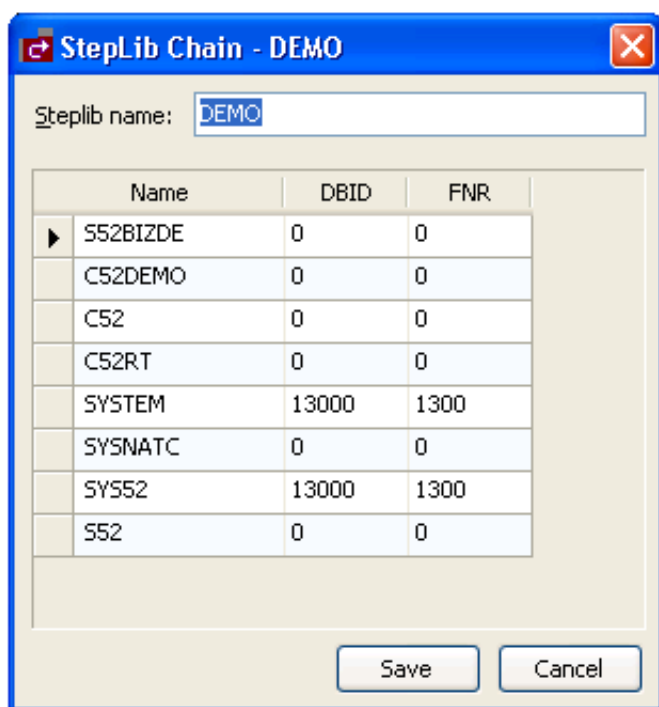 StepLib Chain - DEMO
Steplib name: DEMO
Name DBID FNR
S52BIZDE 0 0
C52DEMO 0 0
C52 0 0
C52RT 0 0
SYSTEM 13000 1300
SYSNATC 0 0
SYS52 13000 1300
S52 0 0
Save Cancel